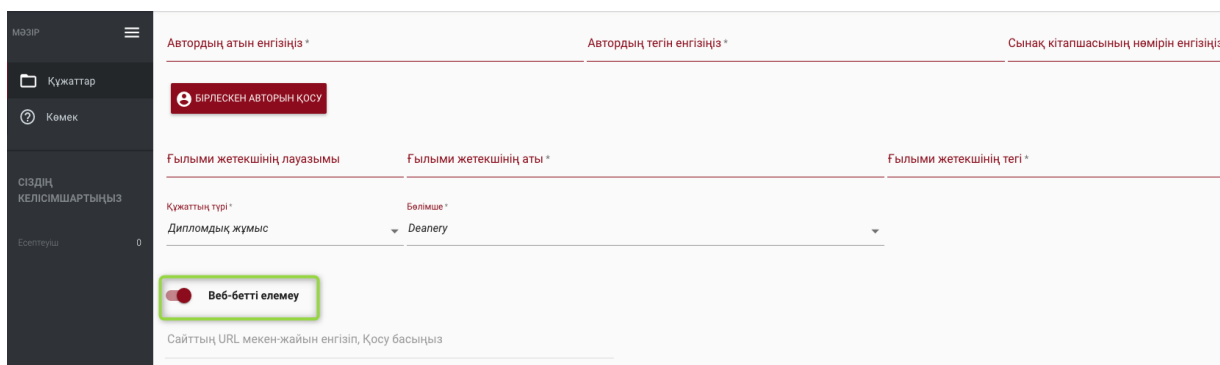 МӘЗІР
Құжаттар
Көмек
СІЗДІҢ
КЕЛІСІМШАРТЫҢЫЗ
Есептеуіш 0
Автордың атын енгізіңіз * Автордың тегін енгізіңіз * Сынақ кітапшасының нөмірін енгізіңіз
БІРЛЕСКЕН АВТОРЫН ҚОСУ
Ғылыми жетекшінің лауазымы Ғылыми жетекшінің аты * Ғылыми жетекшінің тегі *
Құжаттың түрі * Бөлімше *
Дипломдық жұмыс Deanery
Веб-бетті елемеу
Сайттың URL мекен-жайын енгізіп, Қосу басыңыз